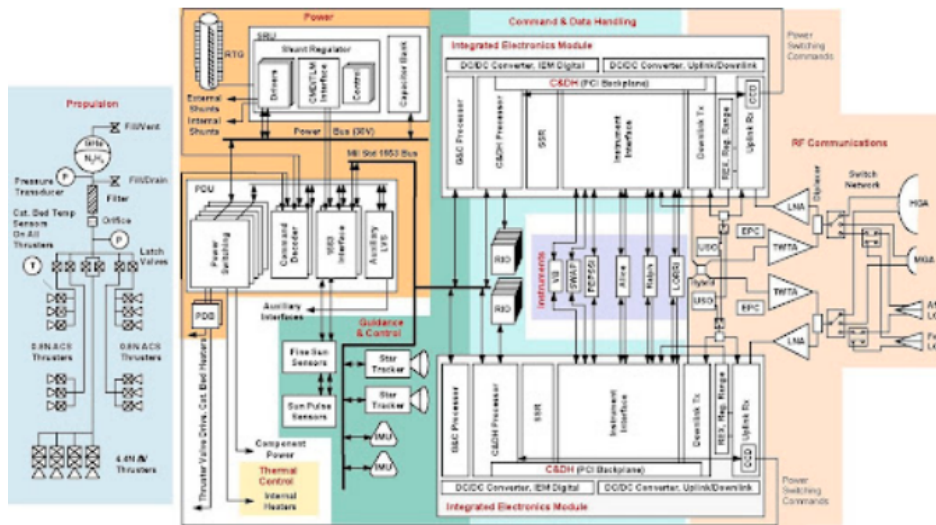 Power
Command & Data Handling
RTG
SRU
Shunt Regulator
Drivers
CMD/TLM
Interface
Control
Capacitor Bank
External
Shunts
Internal
Shunts
Power Bus (30V)
Mil Std 1553 Bus
Integrated Electronics Module
DC/DC Converter, IEM Digital
DC/DC Converter, Uplink/Downlink
C&DH (PCI Backplane)
G&C Processor
C&DH Processor
SSR
Instrument
Interface
Downlink Tx
REX, Reg. Range
Uplink Rx
CCD
Power
Switching
Commands
Propulsion
Fill/Vent
GHe
N₂H₄
Pressure
Transducer
P
Fill/Drain
Filter
Orifice
Cat. Bed Temp
Sensors
On All
Thrusters
P
T
Latch
Valves
0.8N ACS
Thrusters
0.8N ACS
Thrusters
4.4N ΔV
Thrusters
PDU
Power
Switching
Command
Decoder
1553
Interface
Auxiliary
LVS
PDB
Auxiliary
Interfaces
Thruster Valve Drive, Cat. Bed Heaters
Component
Power
Thermal
Control
Internal
Heaters
Guidance
& Control
Fine Sun
Sensors
Sun Pulse
Sensors
Star
Tracker
Star
Tracker
IMU
IMU
RIO
RIO
Instruments
SWAP
PEPSSI
Alice
Ralph
LORRI
USO
Hybrid
USO
RF Communications
Diplexer
Switch
Network
LNA
EPC
TWTA
TWTA
EPC
LNA
HGA
MGA
G&C Processor
C&DH Processor
SSR
Instrument
Interface
Downlink Tx
REX, Reg. Range
Uplink Rx
CCD
C&DH (PCI Backplane)
DC/DC Converter, IEM Digital
DC/DC Converter, Uplink/Downlink
Integrated Electronics Module
Power
Switching
Commands